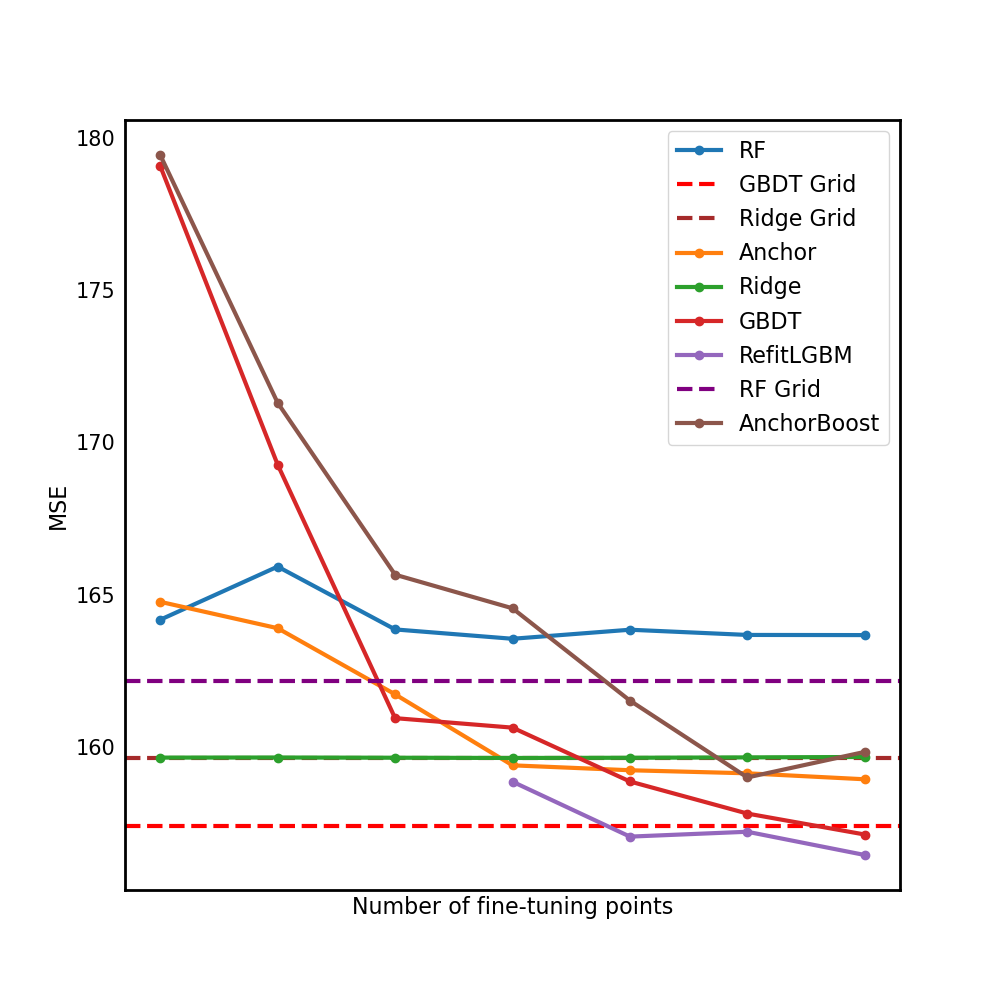 180
175
170
165
160
MSE
Number of fine-tuning points
RF
GBDT Grid
Ridge Grid
Anchor
Ridge
GBDT
RefitLGBM
RF Grid
AnchorBoost